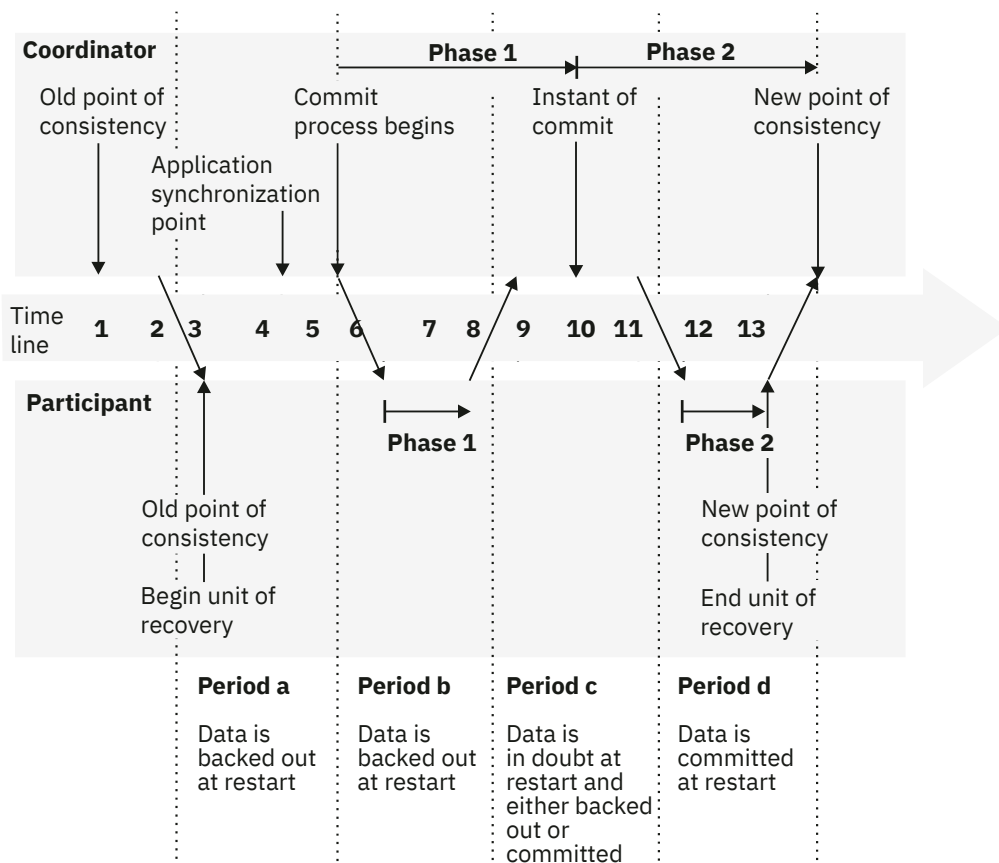 Coordinator
Phase 1
Phase 2
Old point of
consistency
Commit
process begins
Instant of
commit
New point of
consistency
Application
synchronization
point
Time
line
1 2 3 4 5 6 7 8 9 10 11 12 13
Participant
Phase 1
Phase 2
Old point of
consistency
New point of
consistency
Begin unit of
recovery
End unit of
recovery
Period a
Data is
backed out
at restart
Period b
Data is
backed out
at restart
Period c
Data is
in doubt at
restart and
either backed
out or
committed
Period d
Data is
committed
at restart